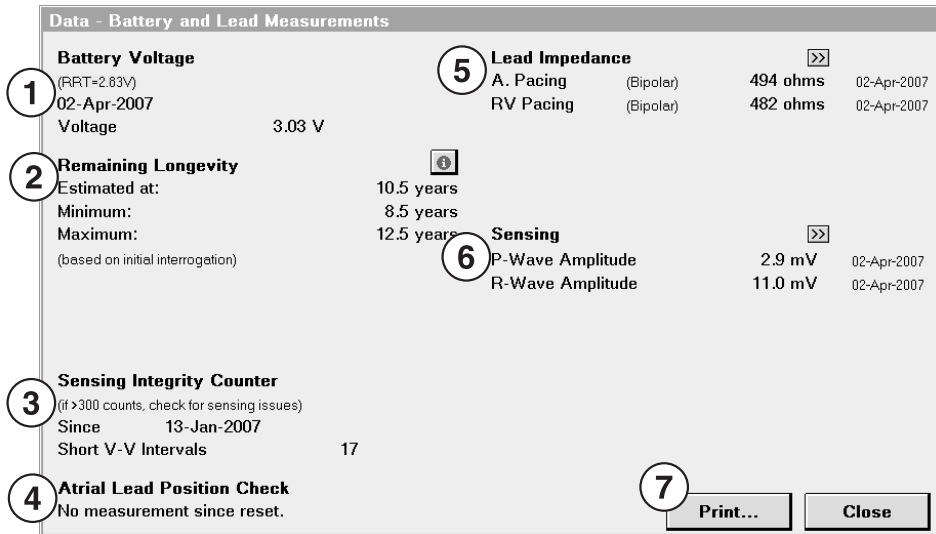 Data - Battery and Lead Measurements
1
Battery Voltage
(RRT=2.83V)
02-Apr-2007
Voltage 3.03 V
2
Remaining Longevity
Estimated at: 10.5 years
Minimum: 8.5 years
Maximum: 12.5 years
(based on initial interrogation)
3
Sensing Integrity Counter
(if >300 counts, check for sensing issues)
Since 13-Jan-2007
Short V-V Intervals 17
4
Atrial Lead Position Check
No measurement since reset.
5
Lead Impedance >>
A. Pacing (Bipolar) 494 ohms 02-Apr-2007
RV Pacing (Bipolar) 482 ohms 02-Apr-2007
6
Sensing >>
P-Wave Amplitude 2.9 mV 02-Apr-2007
R-Wave Amplitude 11.0 mV 02-Apr-2007
7
Print... Close